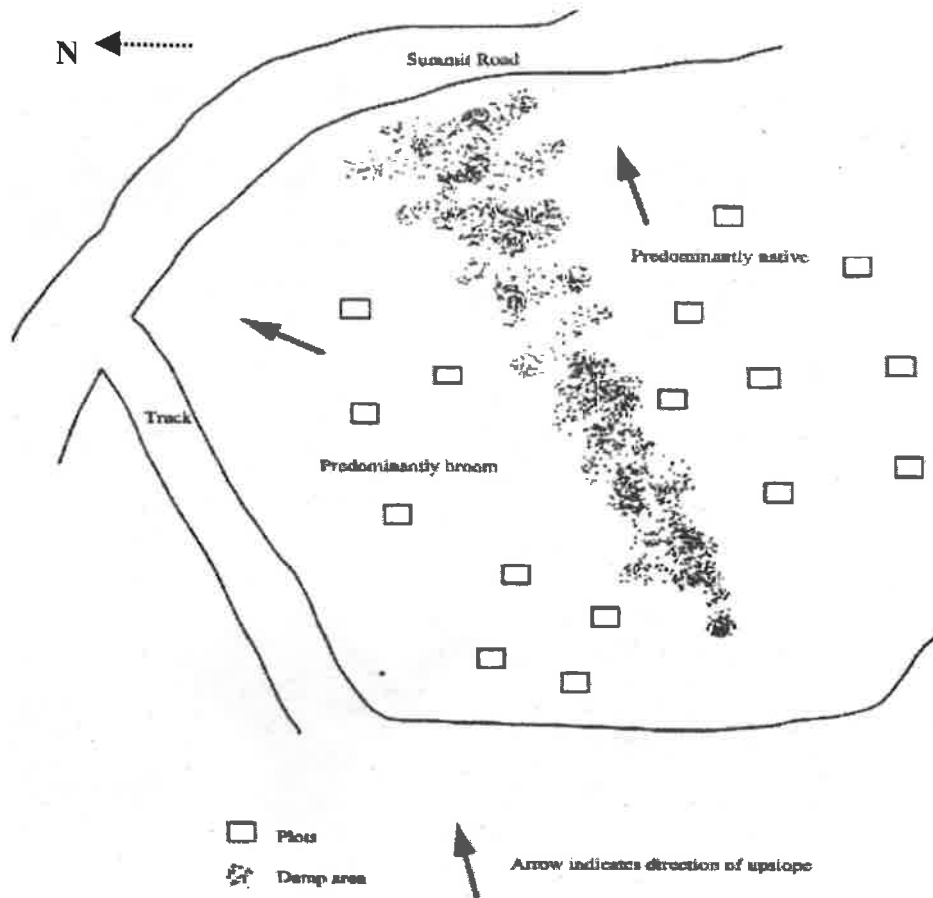 N
Summit Road
Predominantly native
Track
Predominantly broom
Plots
Damp area
Arrow indicates direction of upslope